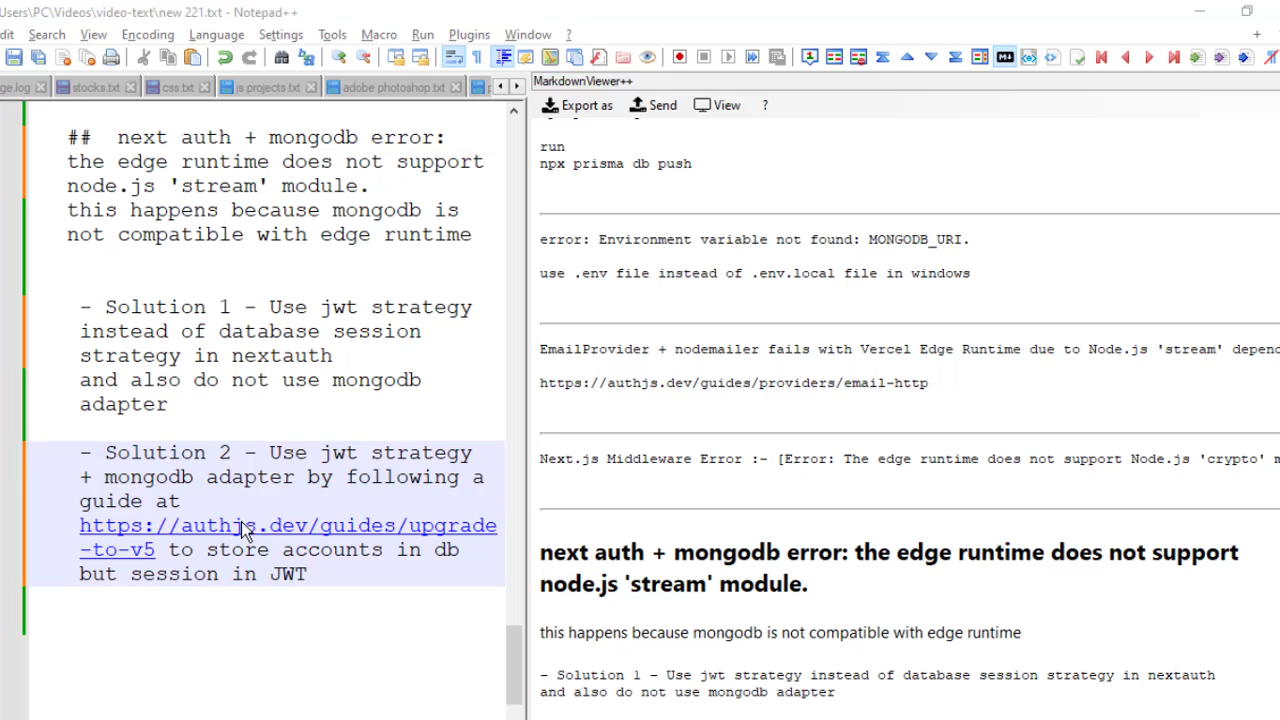 Users\PC\Videos\video-text\new 221.txt - Notepad++
dit Search View Encoding Language Settings Tools Macro Run Plugins Window ?
ge.log stocks.txt css.txt js projects.txt adobe photoshop.txt
## next auth + mongodb error:
the edge runtime does not support
node.js 'stream' module.
this happens because mongodb is
not compatible with edge runtime
- Solution 1 - Use jwt strategy
instead of database session
strategy in nextauth
and also do not use mongodb
adapter
- Solution 2 - Use jwt strategy
+ mongodb adapter by following a
guide at
https://authjs.dev/guides/upgrade
-to-v5 to store accounts in db
but session in JWT
MarkdownViewer++
Export as Send View ?
run
npx prisma db push
error: Environment variable not found: MONGODB_URI.
use .env file instead of .env.local file in windows
EmailProvider + nodemailer fails with Vercel Edge Runtime due to Node.js 'stream' depend
https://authjs.dev/guides/providers/email-http
Next.js Middleware Error :- [Error: The edge runtime does not support Node.js 'crypto' m
next auth + mongodb error: the edge runtime does not support
node.js 'stream' module.
this happens because mongodb is not compatible with edge runtime
- Solution 1 - Use jwt strategy instead of database session strategy in nextauth
and also do not use mongodb adapter